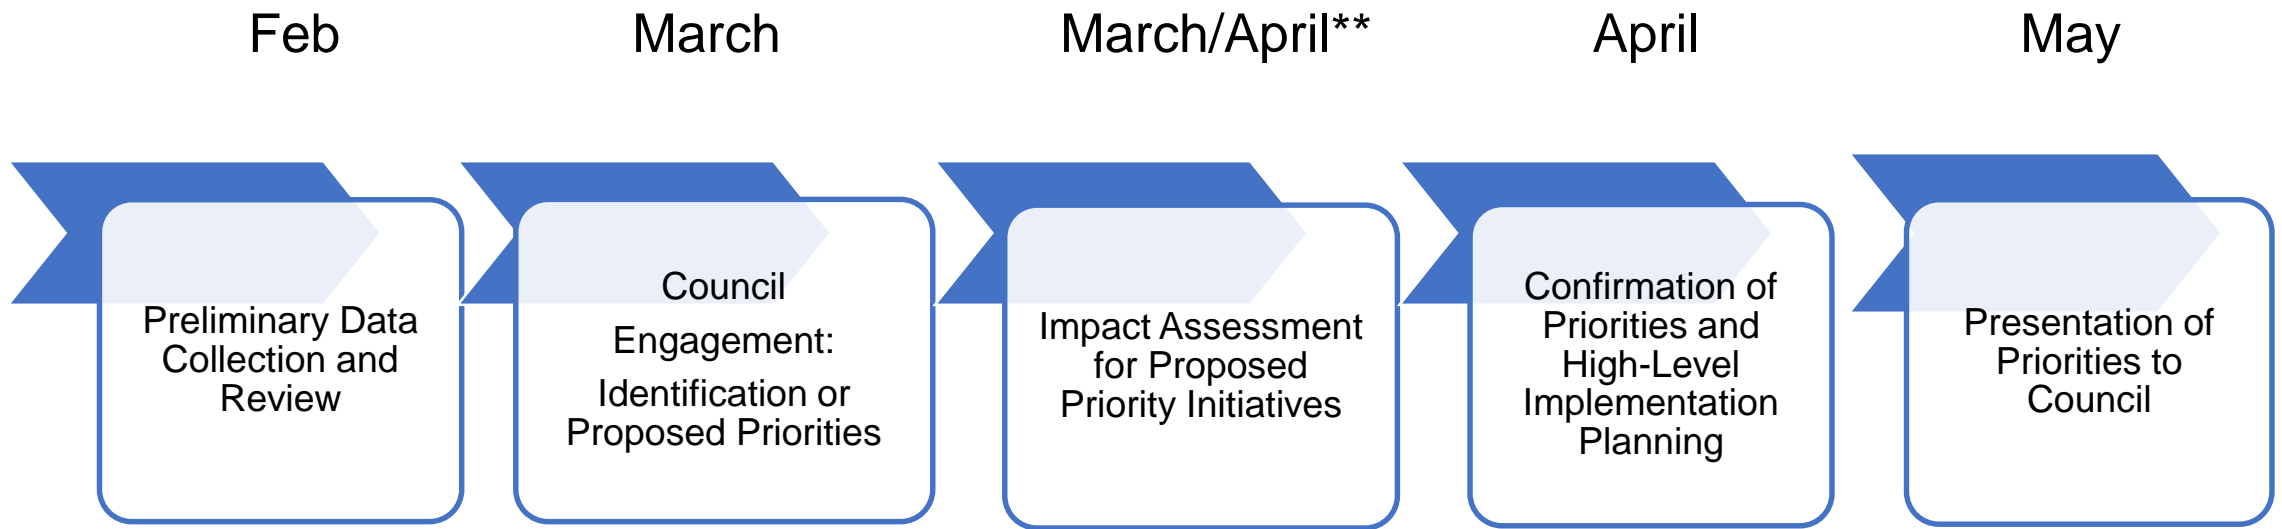 Feb
March
March/April**
April
May
Preliminary Data
Collection and
Review
Council
Engagement:
Identification or
Proposed Priorities
Impact Assessment
for Proposed
Priority Initiatives
Confirmation of
Priorities and
High-Level
Implementation
Planning
Presentation of
Priorities to
Council